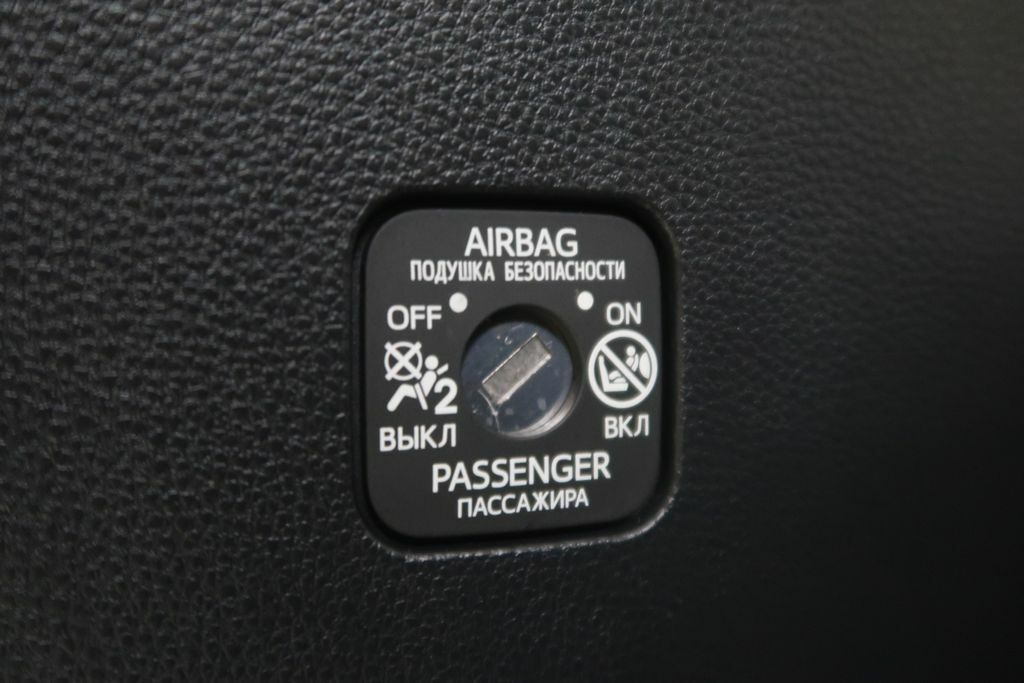 AIRBAG
ПОДУШКА БЕЗОПАСНОСТИ
OFF ON
2
ВЫКЛ ВКЛ
PASSENGER
ПАССАЖИРА